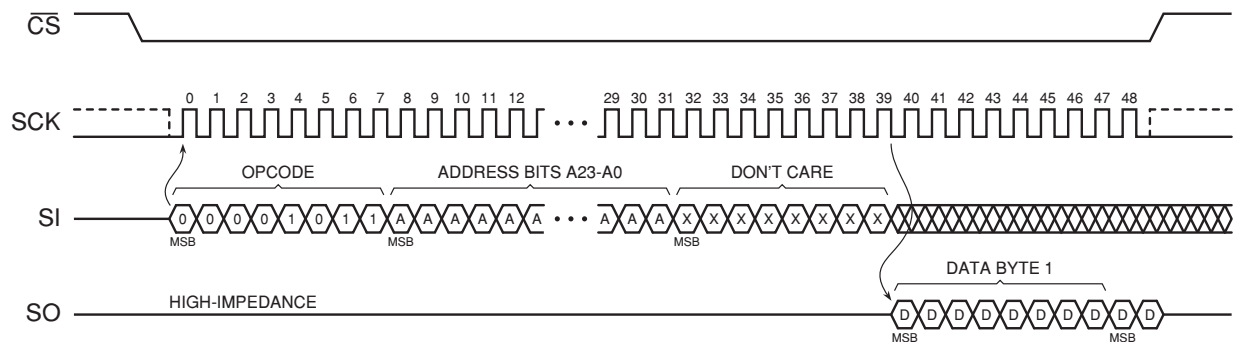 CS
0 1 2 3 4 5 6 7 8 9 10 11 12 29 30 31 32 33 34 35 36 37 38 39 40 41 42 43 44 45 46 47 48
SCK
OPCODE ADDRESS BITS A23-A0 DON'T CARE
SI 0 0 0 0 1 0 1 1 A A A A A A A A A X X X X X X X X
MSB MSB MSB
DATA BYTE 1
HIGH-IMPEDANCE
SO D D D D D D D D D D
MSB MSB